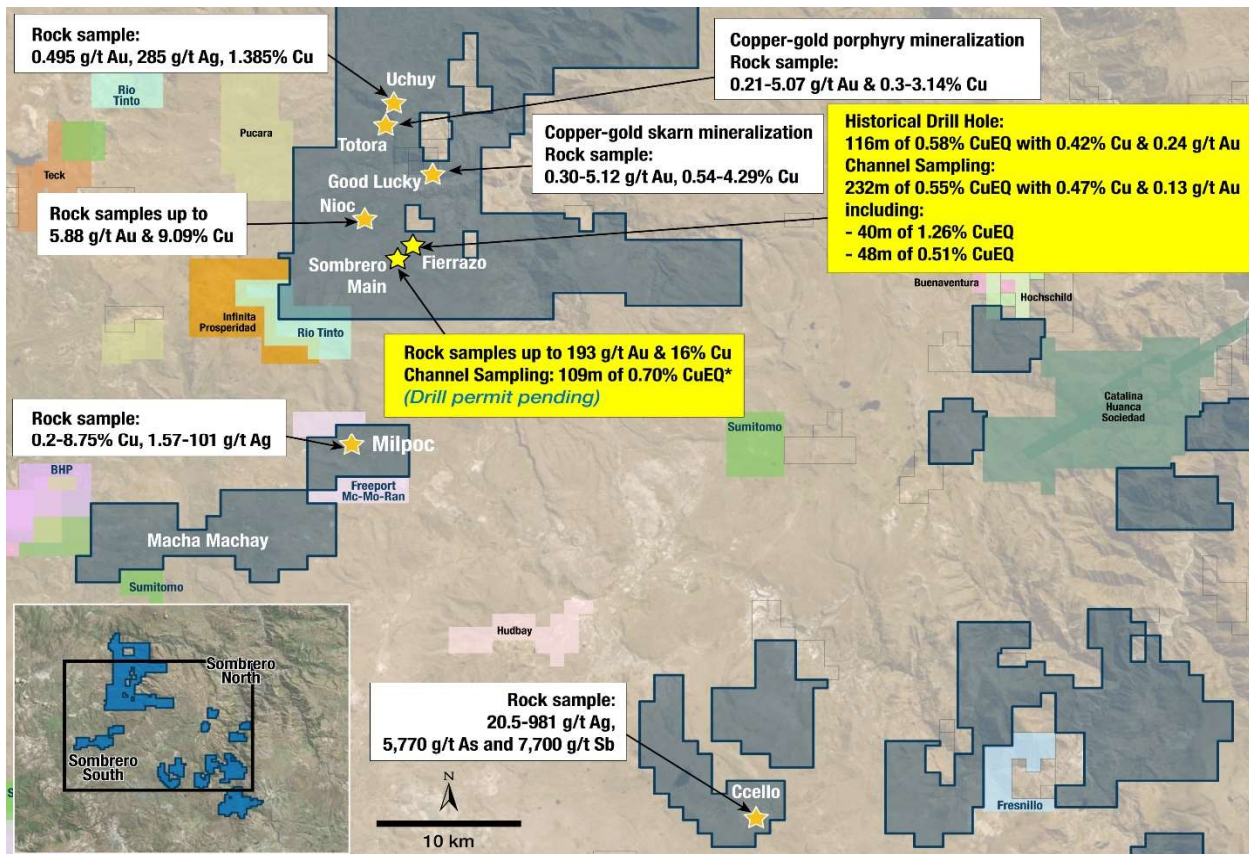 Rock sample:
0.495 g/t Au, 285 g/t Ag, 1.385% Cu
Copper-gold porphyry mineralization
Rock sample:
0.21-5.07 g/t Au & 0.3-3.14% Cu
Rio
Tinto
Uchuy
Pucara
Totora
Copper-gold skarn mineralization
Rock sample:
0.30-5.12 g/t Au, 0.54-4.29% Cu
Historical Drill Hole:
116m of 0.58% CuEQ with 0.42% Cu & 0.24 g/t Au
Channel Sampling:
232m of 0.55% CuEQ with 0.47% Cu & 0.13 g/t Au
including:
- 40m of 1.26% CuEQ
- 48m of 0.51% CuEQ
Teck
Good Lucky
Rock samples up to
5.88 g/t Au & 9.09% Cu
Nioc
Fierrazo
Sombrero
Main
Buenaventura
Hochschild
Infinita
Prosperidad
Rio Tinto
Rock samples up to 193 g/t Au & 16% Cu
Channel Sampling: 109m of 0.70% CuEQ*
(Drill permit pending)
Catalina
Huanca
Sociedad
Rock sample:
0.2-8.75% Cu, 1.57-101 g/t Ag
Milpoc
Sumitomo
BHP
Freeport
Mc-Mo-Ran
Macha Machay
Sumitomo
Hudbay
Sombrero
North
Sombrero
South
Rock sample:
20.5-981 g/t Ag,
5,770 g/t As and 7,700 g/t Sb
S
N
10 km
Ccello
Fresnillo